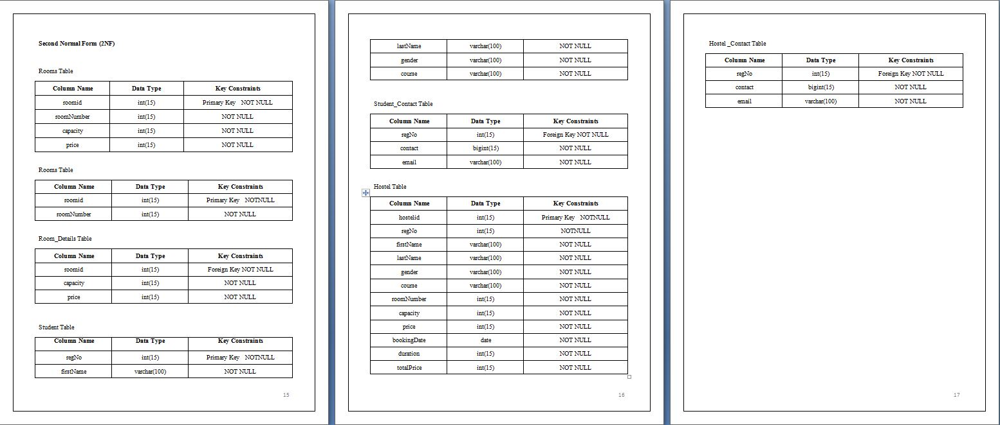 Second Normal Form (2NF)
Rooms Table
Column Name Data Type Key Constraints
roomid int(15) Primary Key NOT NULL
roomNumber int(15) NOT NULL
capacity int(15) NOT NULL
price int(15) NOT NULL
Rooms Table
Column Name Data Type Key Constraints
roomid int(15) Primary Key NOTNULL
roomNumber int(15) NOT NULL
Room_Details Table
Column Name Data Type Key Constraints
roomid int(15) Foreign Key NOT NULL
capacity int(15) NOT NULL
price int(15) NOT NULL
Student Table
Column Name Data Type Key Constraints
regNo int(15) Primary Key NOTNULL
firstName varchar(100) NOT NULL
15
lastName varchar(100) NOT NULL
gender varchar(100) NOT NULL
course varchar(100) NOT NULL
Student_Contact Table
Column Name Data Type Key Constraints
regNo int(15) Foreign Key NOT NULL
contact bigint(15) NOT NULL
email varchar(100) NOT NULL
Hostel Table
Column Name Data Type Key Constraints
hostelid int(15) Primary Key NOTNULL
regNo int(15) NOTNULL
firstName varchar(100) NOT NULL
lastName varchar(100) NOT NULL
gender varchar(100) NOT NULL
course varchar(100) NOT NULL
roomNumber int(15) NOT NULL
capacity int(15) NOT NULL
price int(15) NOT NULL
bookingDate date NOT NULL
duration int(15) NOT NULL
totalPrice int(15) NOT NULL
16
Hostel _Contact Table
Column Name Data Type Key Constraints
regNo int(15) Foreign Key NOT NULL
contact bigint(15) NOT NULL
email varchar(100) NOT NULL
17